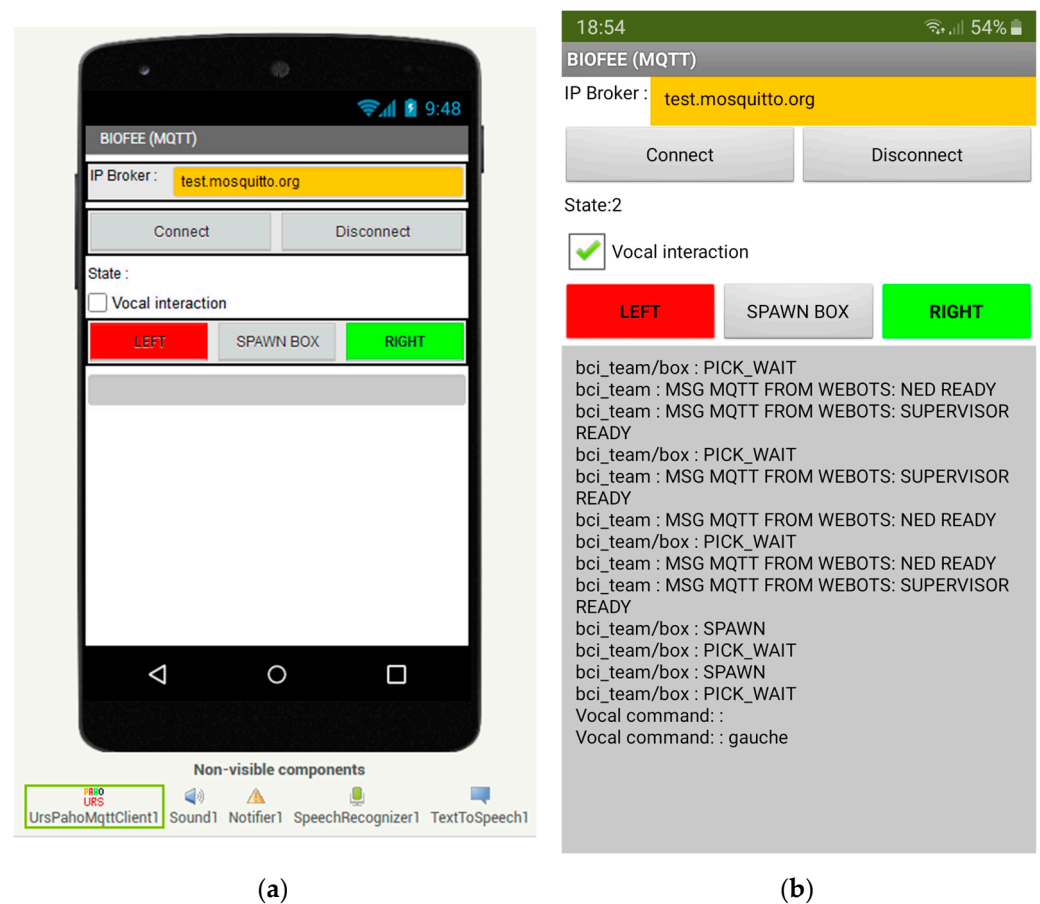 9:48
BIOFEE (MQTT)
IP Broker :
test.mosquitto.org
Connect
Disconnect
State :
Vocal interaction
LEFT
SPAWN BOX
RIGHT
Non-visible components
PAHO
URS
UrsPahoMqttClient1
Sound1
Notifier1
SpeechRecognizer1
TextToSpeech1
(a)
18:54
54%
BIOFEE (MQTT)
IP Broker :
test.mosquitto.org
Connect
Disconnect
State:2
Vocal interaction
LEFT
SPAWN BOX
RIGHT
bci_team/box : PICK_WAIT
bci_team : MSG MQTT FROM WEBOTS: NED READY
bci_team : MSG MQTT FROM WEBOTS: SUPERVISOR
READY
bci_team/box : PICK_WAIT
bci_team : MSG MQTT FROM WEBOTS: SUPERVISOR
READY
bci_team : MSG MQTT FROM WEBOTS: NED READY
bci_team/box : PICK_WAIT
bci_team : MSG MQTT FROM WEBOTS: NED READY
bci_team : MSG MQTT FROM WEBOTS: SUPERVISOR
READY
bci_team/box : SPAWN
bci_team/box : PICK_WAIT
bci_team/box : SPAWN
bci_team/box : PICK_WAIT
Vocal command: :
Vocal command: : gauche
(b)